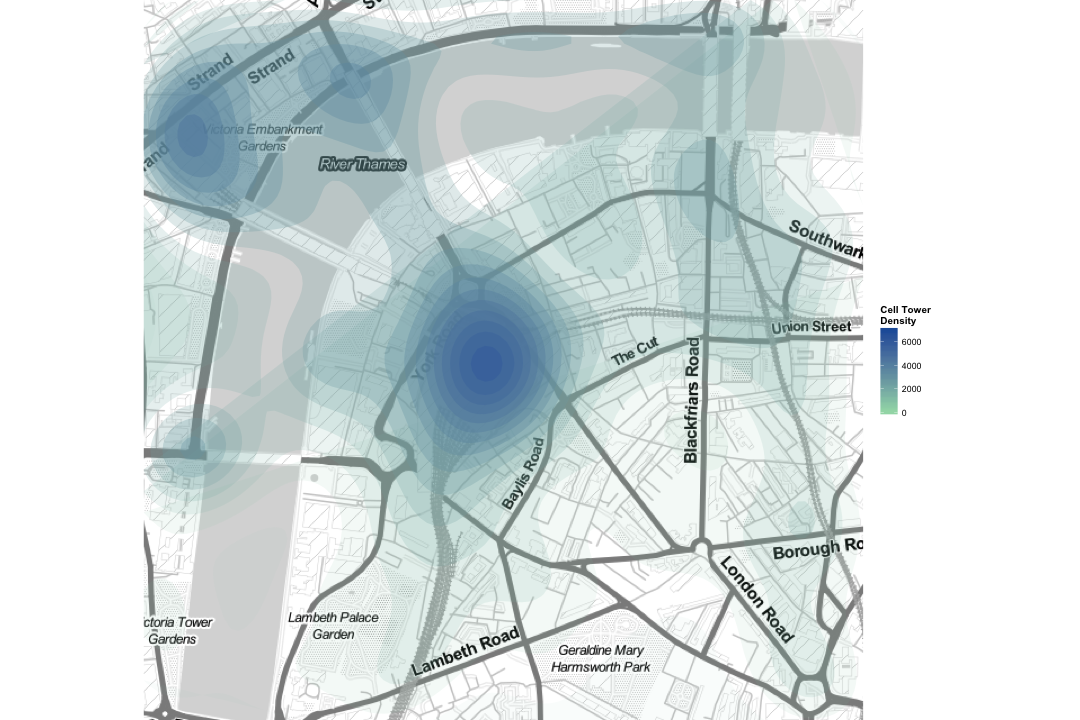 Strand
Strand
Victoria Embankment
Gardens
rand
River Thames
Southwark
Cell Tower
Density
6000
4000
2000
0
Union Street
The Cut
Blackfriars Road
Baylis Road
Borough Ro
London Road
ctoria Tower
Gardens
Lambeth Palace
Garden
Lambeth Road
Geraldine Mary
Harmsworth Park